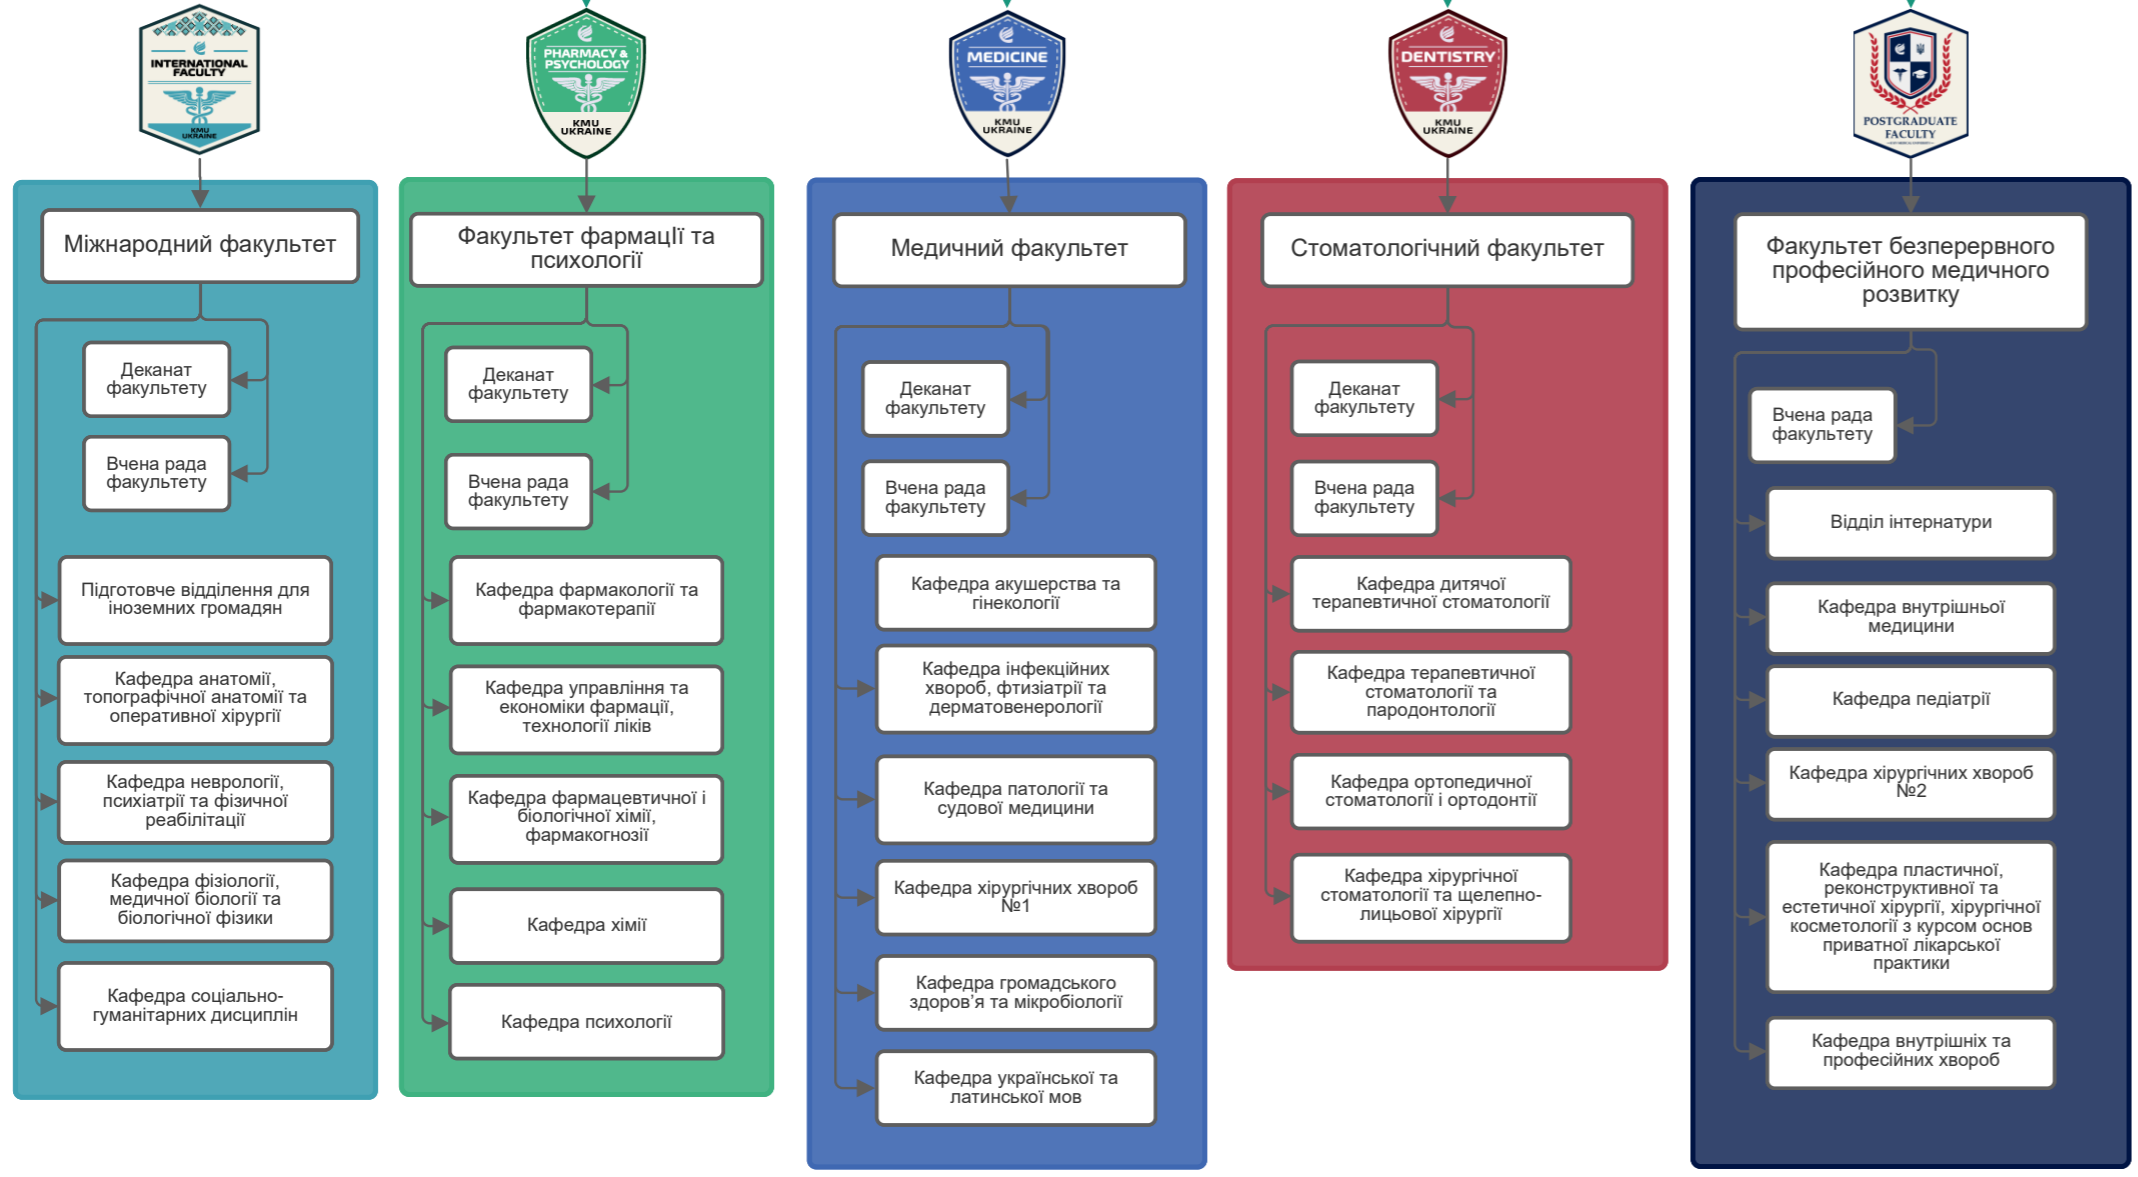 INTERNATIONAL
FACULTY
KMU
UKRAINE
Міжнародний факультет
Деканат
факультету
Вчена рада
факультету
Підготовче відділення для
іноземних громадян
Кафедра анатомії,
топографічної анатомії та
оперативної хірургії
Кафедра неврології,
психіатрії та фізичної
реабілітації
Кафедра фізіології,
медичної біології та
біологічної фізики
Кафедра соціально-
гуманітарних дисциплін
PHARMACY &
PSYCHOLOGY
KMU
UKRAINE
Факультет фармацІї та
психології
Деканат
факультету
Вчена рада
факультету
Кафедра фармакології та
фармакотерапії
Кафедра управління та
економіки фармації,
технології ліків
Кафедра фармацевтичної і
біологічної хімії,
фармакогнозії
Кафедра хімії
Кафедра психології
MEDICINE
KMU
UKRAINE
Медичний факультет
Деканат
факультету
Вчена рада
факультету
Кафедра акушерства та
гінекології
Кафедра інфекційних
хвороб, фтизіатрії та
дерматовенерології
Кафедра патології та
судової медицини
Кафедра хірургічних хвороб
№1
Кафедра громадського
здоров’я та мікробіології
Кафедра української та
латинської мов
DENTISTRY
KMU
UKRAINE
Стоматологічний факультет
Деканат
факультету
Вчена рада
факультету
Кафедра дитячої
терапевтичної стоматології
Кафедра терапевтичної
стоматології та
пародонтології
Кафедра ортопедичної
стоматології і ортодонтії
Кафедра хірургічної
стоматології та щелепно-
лицьової хірургії
POSTGRADUATE
FACULTY
Факультет безперервного
професійного медичного
розвитку
Вчена рада
факультету
Відділ інтернатури
Кафедра внутрішньої
медицини
Кафедра педіатрії
Кафедра хірургічних хвороб
№2
Кафедра пластичної,
реконструктивної та
естетичної хірургії, хірургічної
косметології з курсом основ
приватної лікарської
практики
Кафедра внутрішніх та
професійних хвороб